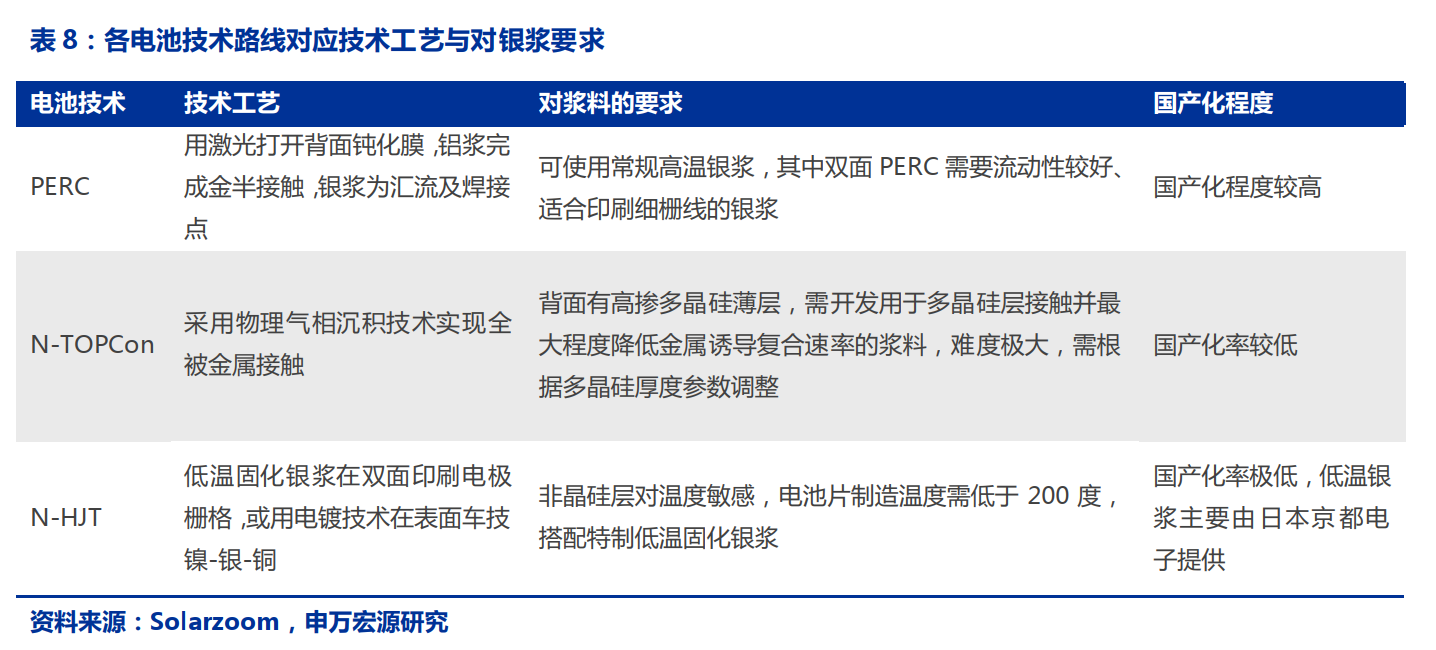 表 8：各电池技术路线对应技术工艺与对银浆要求
电池技术 技术工艺 对浆料的要求 国产化程度
PERC
用激光打开背面钝化膜,铝浆完
成金半接触,银浆为汇流及焊接
点
可使用常规高温银浆，其中双面 PERC 需要流动性较好、
适合印刷细栅线的银浆
国产化程度较高
N-TOPCon
采用物理气相沉积技术实现全
被金属接触
背面有高掺多晶硅薄层，需开发用于多晶硅层接触并最
大程度降低金属诱导复合速率的浆料，难度极大，需根
据多晶硅厚度参数调整
国产化率较低
N-HJT
低温固化银浆在双面印刷电极
栅格,或用电镀技术在表面车技
镍-银-铜
非晶硅层对温度敏感，电池片制造温度需低于 200 度，
搭配特制低温固化银浆
国产化率极低，低温银
浆主要由日本京都电
子提供
资料来源：Solarzoom，申万宏源研究